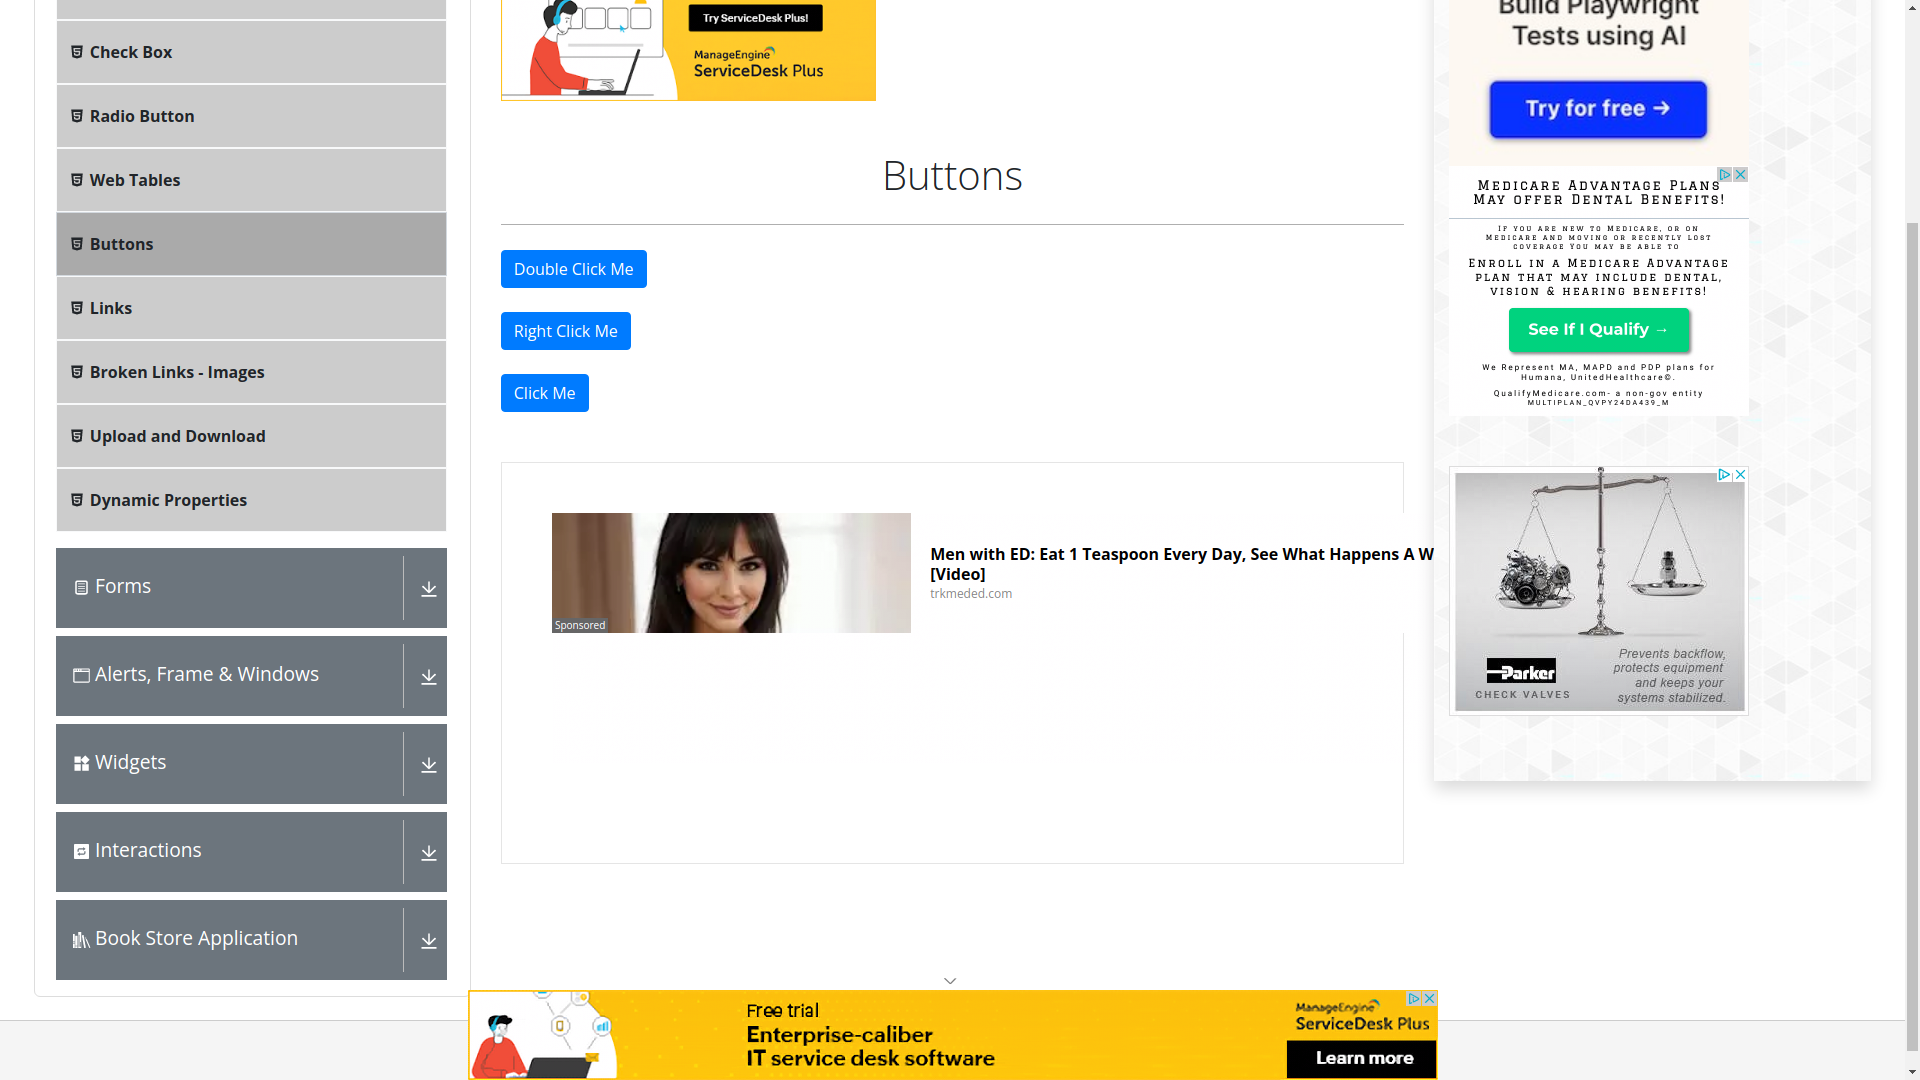 Check Box
Radio Button
Web Tables
Buttons
Links
Broken Links - Images
Upload and Download
Dynamic Properties
Forms
Alerts, Frame & Windows
Widgets
Interactions
Book Store Application
Try ServiceDesk Plus!
ManageEngine
ServiceDesk Plus
Buttons
Double Click Me
Right Click Me
Click Me
Men with ED: Eat 1 Teaspoon Every Day, See What Happens A W
[Video]
trkmeded.com
Sponsored
Build Playwright
Tests using AI
Try for free →
Medicare Advantage Plans
may offer Dental Benefits!
If you are new to Medicare, or on
Medicare and moving or recently lost
coverage You may be able to
Enroll in a Medicare Advantage
plan that may include dental,
vision & hearing benefits!
See If I Qualify →
We Represent MA, MAPD and PDP plans for
Humana, UnitedHealthcare©.
QualifyMedicare.com- a non-gov entity
MULTIPLAN_QVPY24DA439_M
Prevents backflow,
protects equipment
and keeps your
systems stabilized.
Parker
CHECK VALVES
Free trial
Enterprise-caliber
IT service desk software
ManageEngine
ServiceDesk Plus
Learn more